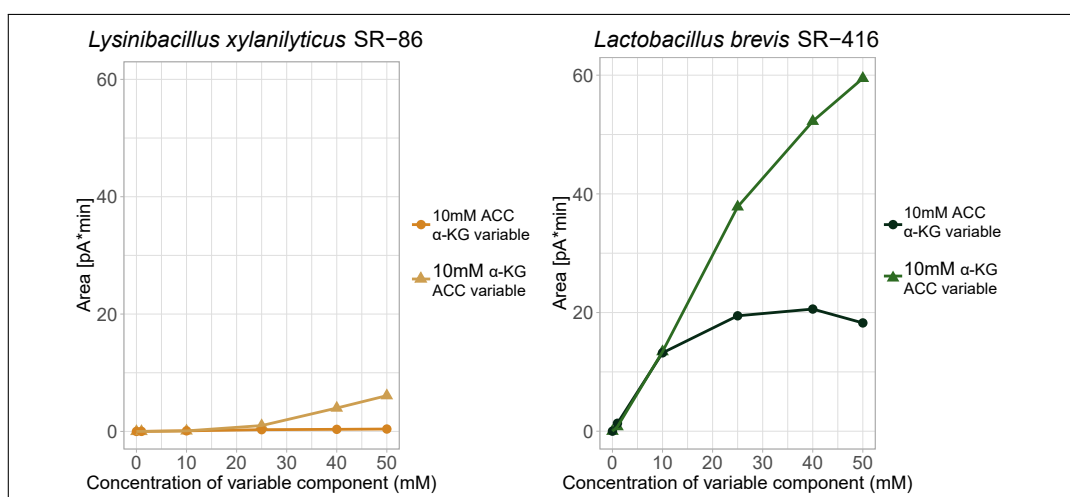 Lysinibacillus xylanilyticus SR−86
60
40
20
0
Area [pA*min]
0 10 20 30 40 50
Concentration of variable component (mM)
10mM ACC
α-KG variable
10mM α-KG
ACC variable
Lactobacillus brevis SR−416
60
40
20
0
Area [pA*min]
0 10 20 30 40 50
Concentration of variable component (mM)
10mM ACC
α-KG variable
10mM α-KG
ACC variable